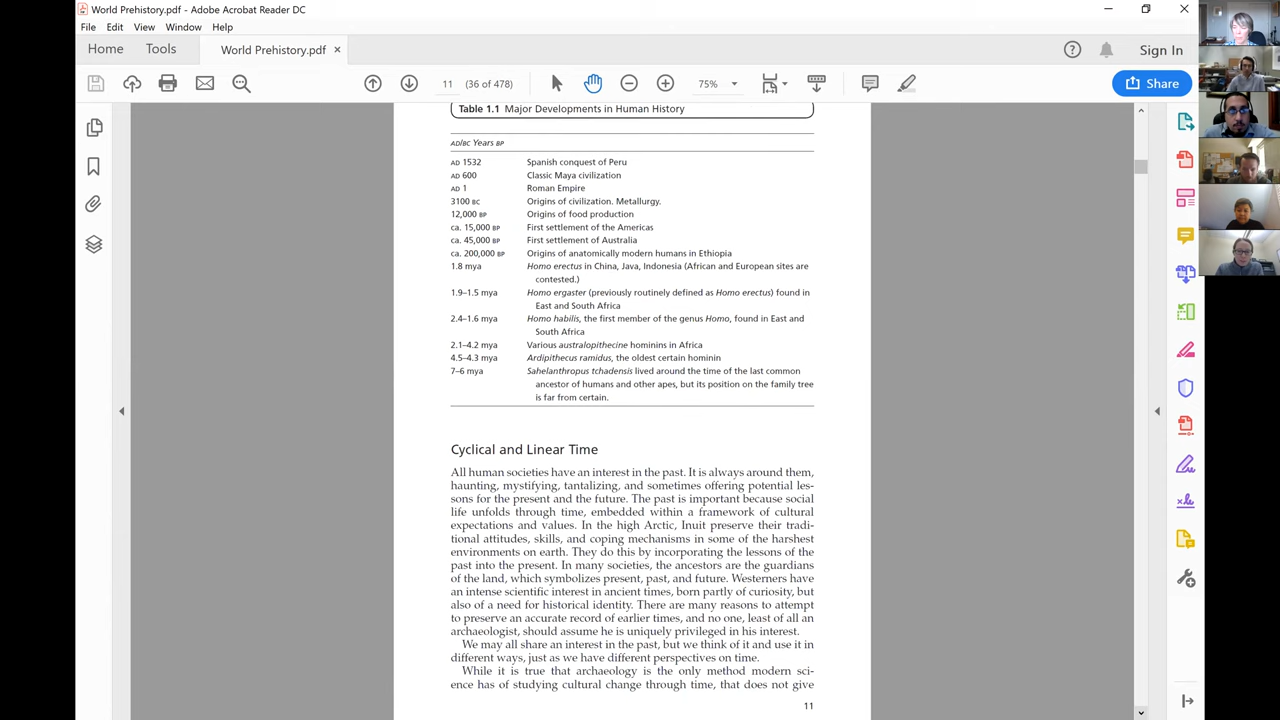 World Prehistory.pdf - Adobe Acrobat Reader DC
File Edit View Window Help
Home Tools World Prehistory.pdf × Sign In
11 (36 of 75% Share
Table 1.1 Major Developments in Human History
AD/BC Years BP
AD 1532 Spanish conquest of Peru
AD 600 Classic Maya civilization
AD 1 Roman Empire
3100 BC Origins of civilization. Metallurgy.
12,000 BP Origins of food production
ca. 15,000 BP First settlement of the Americas
ca. 45,000 BP First settlement of Australia
ca. 200,000 BP Origins of anatomically modern humans in Ethiopia
1.8 mya Homo erectus in China, Java, Indonesia (African and European sites are
contested.)
1.9–1.5 mya Homo ergaster (previously routinely defined as Homo erectus) found in
East and South Africa
2.4–1.6 mya Homo habilis, the first member of the genus Homo, found in East and
South Africa
2.1–4.2 mya Various australopithecine hominins in Africa
4.5–4.3 mya Ardipithecus ramidus, the oldest certain hominin
7–6 mya Sahelanthropus tchadensis lived around the time of the last common
ancestor of humans and other apes, but its position on the family tree
is far from certain.
Cyclical and Linear Time
All human societies have an interest in the past. It is always around them,
haunting, mystifying, tantalizing, and sometimes offering potential les-
sons for the present and the future. The past is important because social
life unfolds through time, embedded within a framework of cultural
expectations and values. In the high Arctic, Inuit preserve their tradi-
tional attitudes, skills, and coping mechanisms in some of the harshest
environments on earth. They do this by incorporating the lessons of the
past into the present. In many societies, the ancestors are the guardians
of the land, which symbolizes present, past, and future. Westerners have
an intense scientific interest in ancient times, born partly of curiosity, but
also of a need for historical identity. There are many reasons to attempt
to preserve an accurate record of earlier times, and no one, least of all an
archaeologist, should assume he is uniquely privileged in his interest.
We may all share an interest in the past, but we think of it and use it in
different ways, just as we have different perspectives on time.
While it is true that archaeology is the only method modern sci-
ence has of studying cultural change through time, that does not give
11